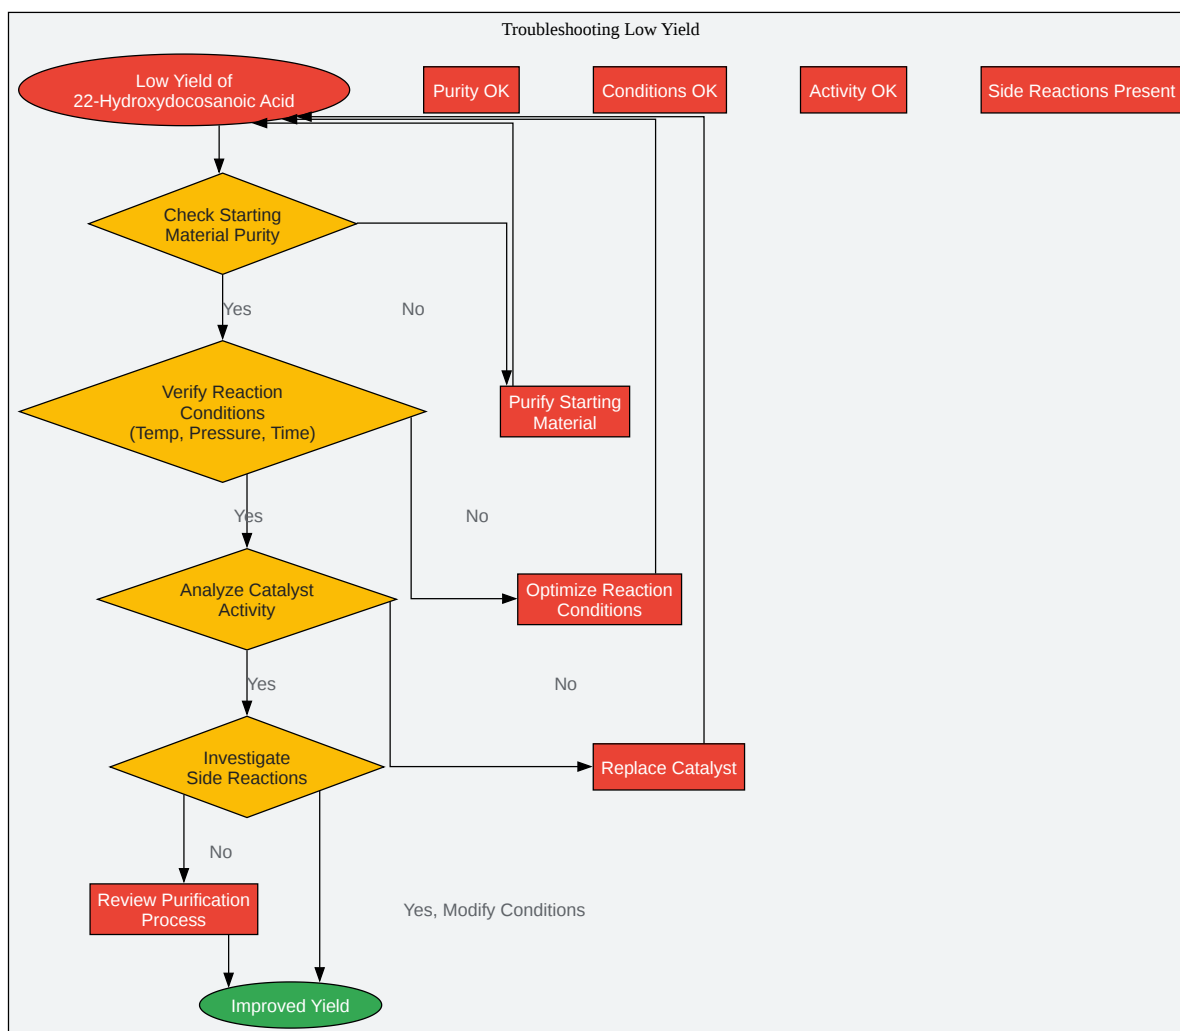 Troubleshooting Low Yield
Low Yield of
22-Hydroxydocosanoic Acid
Purity OK
Conditions OK
Activity OK
Side Reactions Present
Check Starting
Material Purity
Yes
No
Verify Reaction
Conditions
(Temp, Pressure, Time)
Purify Starting
Material
Yes
No
Analyze Catalyst
Activity
Optimize Reaction
Conditions
Yes
No
Investigate
Side Reactions
Replace Catalyst
No
Review Purification
Process
Yes, Modify Conditions
Improved Yield